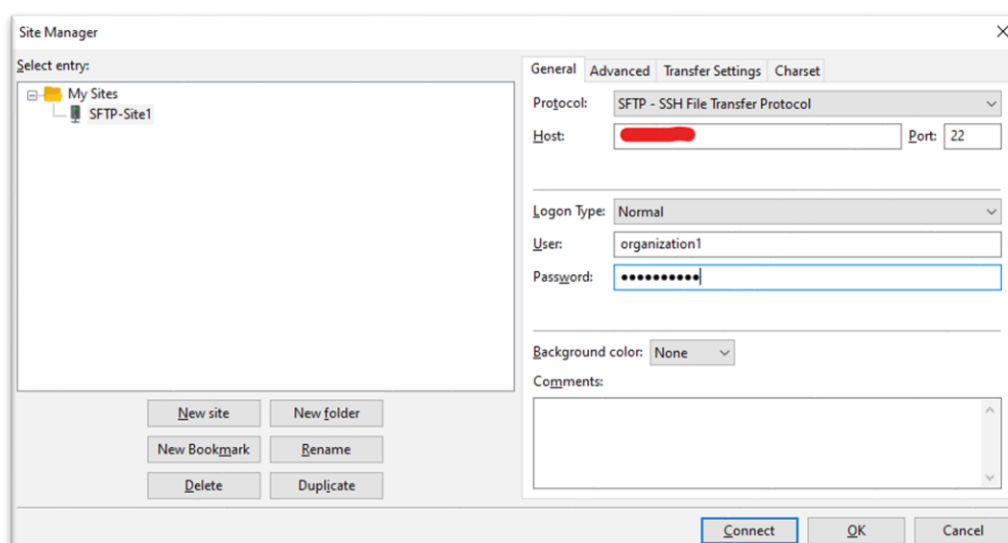 Site Manager
Select entry:
My Sites
SFTP-Site1
New site New folder
New Bookmark Rename
Delete Duplicate
General Advanced Transfer Settings Charset
Protocol: SFTP - SSH File Transfer Protocol
Host: Port: 22
Logon Type: Normal
User: organization1
Password: ••••••••••
Background color: None
Comments:
Connect OK Cancel